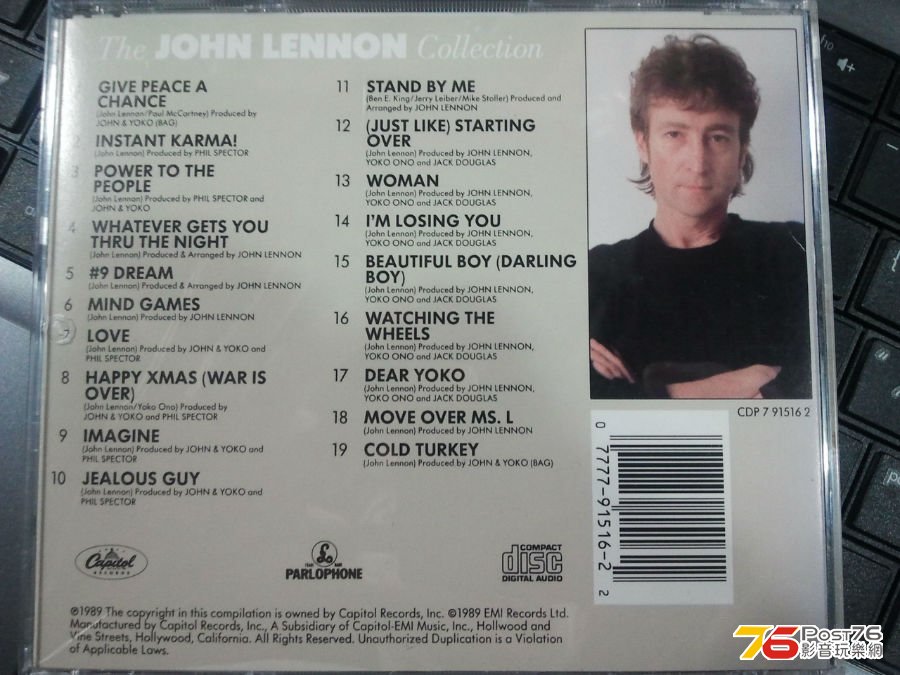 The JOHN LENNON Collection
GIVE PEACE A
CHANCE
(John Lennon/Paul McCartney) Produced by
JOHN & YOKO (BAG)
2 INSTANT KARMA!
(John Lennon) Produced by PHIL SPECTOR
3 POWER TO THE
PEOPLE
(John Lennon) Produced by PHIL SPECTOR and
JOHN & YOKO
4 WHATEVER GETS YOU
THRU THE NIGHT
(John Lennon) Produced & Arranged by JOHN LENNON
5 #9 DREAM
(John Lennon) Produced & Arranged by JOHN LENNON
6 MIND GAMES
(John Lennon) Produced by JOHN LENNON
7 LOVE
(John Lennon) Produced by JOHN & YOKO and
PHIL SPECTOR
8 HAPPY XMAS (WAR IS
OVER)
(John Lennon/Yoko Ono) Produced by
JOHN & YOKO and PHIL SPECTOR
9 IMAGINE
(John Lennon) Produced by JOHN & YOKO and
PHIL SPECTOR
10 JEALOUS GUY
(John Lennon) Produced by JOHN & YOKO and
PHIL SPECTOR
11 STAND BY ME
(Ben E. King/Jerry Leiber/Mike Stoller) Produced and
Arranged by JOHN LENNON
12 (JUST LIKE) STARTING
OVER
(John Lennon) Produced by JOHN LENNON,
YOKO ONO and JACK DOUGLAS
13 WOMAN
(John Lennon) Produced by JOHN LENNON,
YOKO ONO and JACK DOUGLAS
14 I'M LOSING YOU
(John Lennon) Produced by JOHN LENNON,
YOKO ONO and JACK DOUGLAS
15 BEAUTIFUL BOY (DARLING
BOY)
(John Lennon) Produced by JOHN LENNON,
YOKO ONO and JACK DOUGLAS
16 WATCHING THE
WHEELS
(John Lennon) Produced by JOHN LENNON,
YOKO ONO and JACK DOUGLAS
17 DEAR YOKO
(John Lennon) Produced by JOHN LENNON,
YOKO ONO and JACK DOUGLAS
18 MOVE OVER MS. L
(John Lennon) Produced by JOHN LENNON
19 COLD TURKEY
(John Lennon) Produced by JOHN & YOKO (BAG)
CDP 7 91516 2
0 7777-91516-2 2
Capitol
RECORDS
PARLOPHONE
COMPACT
disc
DIGITAL AUDIO
℗1989 The copyright in this compilation is owned by Capitol Records, Inc. ©1989 EMI Records Ltd.
Manufactured by Capitol Records, Inc., A Subsidiary of Capitol-EMI Music, Inc., Hollwood and
Vine Streets, Hollywood, California. All Rights Reserved. Unauthorized Duplication is a Violation
of Applicable Laws.
76 Post76
影音玩樂網